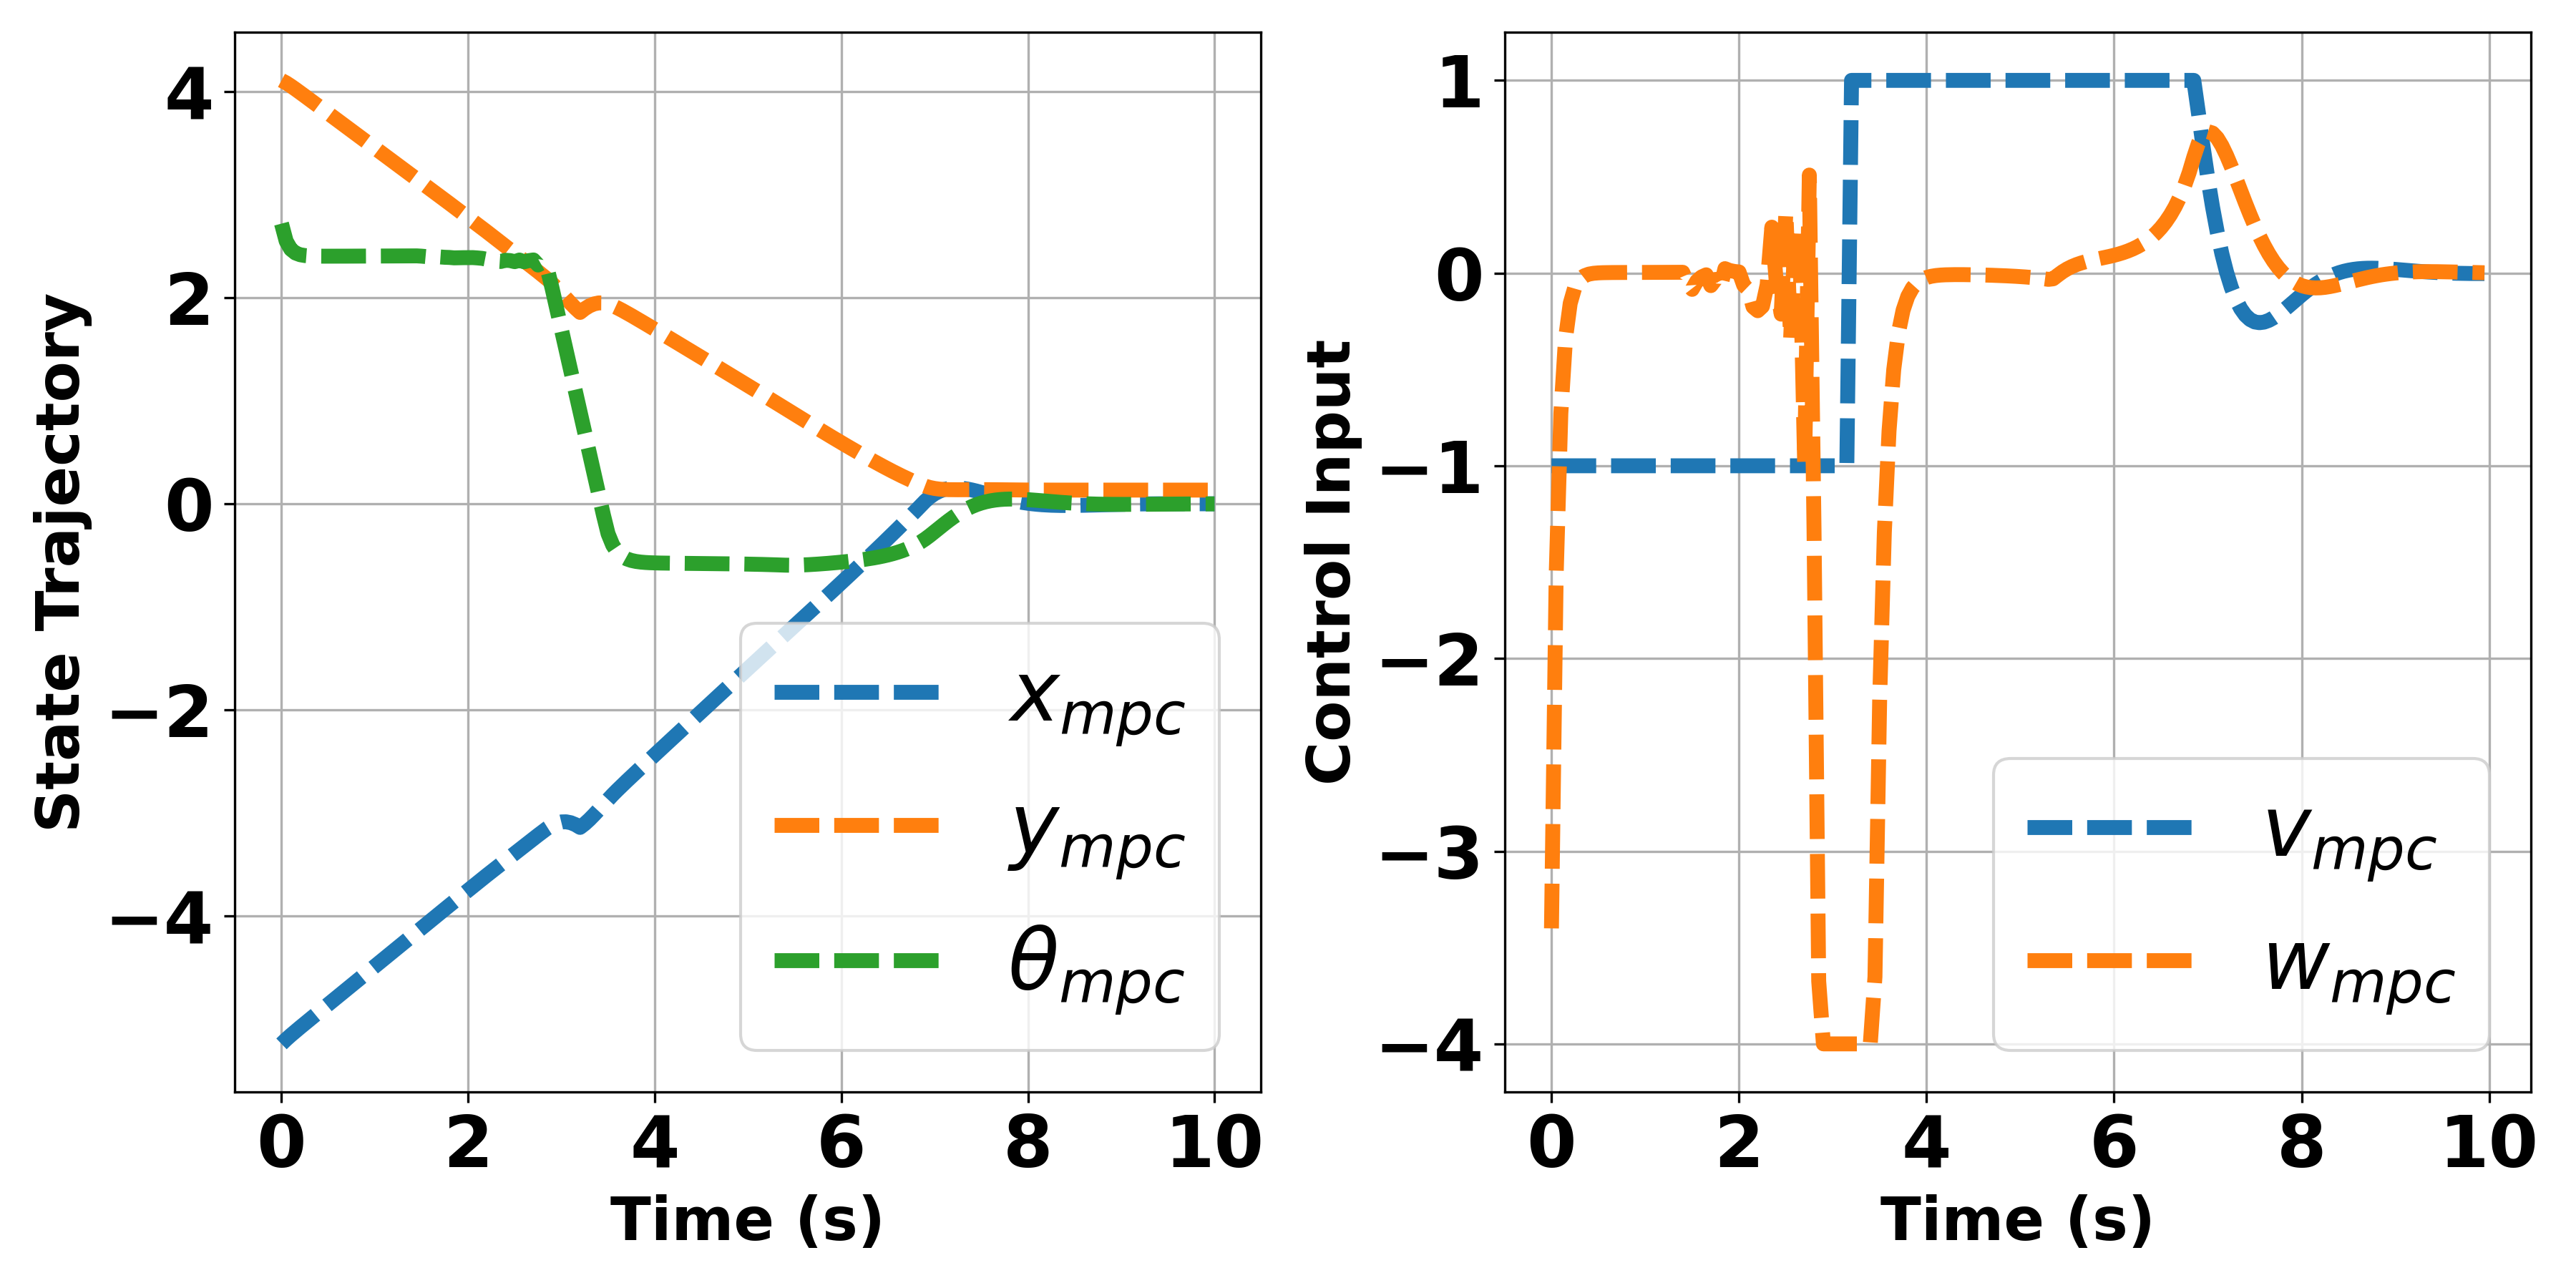 State Trajectory
4
2
0
−2
−4
0 2 4 6 8 10
Time (s)
x_mpc
y_mpc
θ_mpc
Control Input
1
0
−1
−2
−3
−4
0 2 4 6 8 10
Time (s)
v_mpc
w_mpc